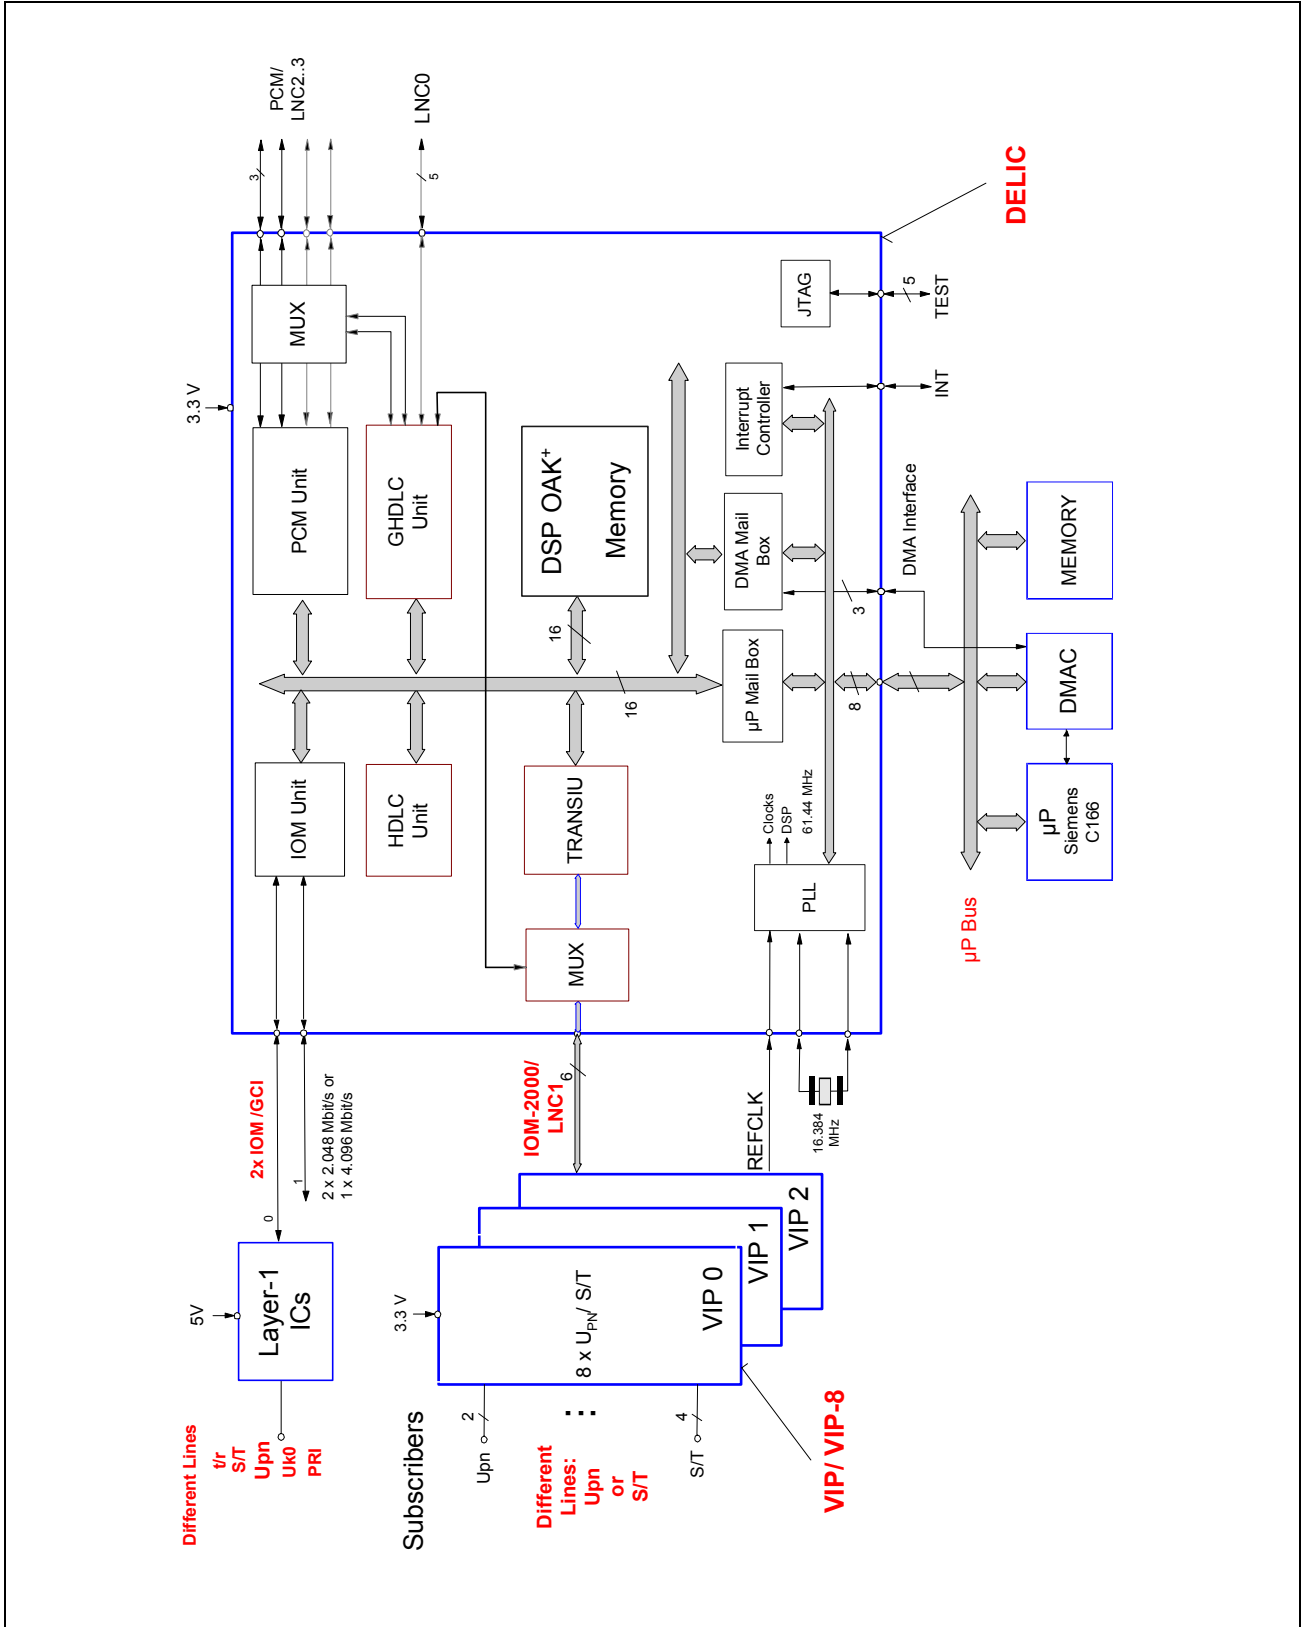 Different Lines
t/r
S/T
Upn
Uk0
PRI
5V
Layer-1
ICs
0
1
2x IOM /GCI
2 x 2.048 Mbit/s or
1 x 4.096 Mbit/s
IOM Unit
PCM Unit
3.3 V
MUX
3
PCM/
LNC2..3
HDLC
Unit
GHDLC
Unit
5
LNC0
Subscribers
Upn
2
Different
Lines:
Upn
or
S/T
S/T
4
3.3 V
8 x UPN/ S/T
VIP 0
VIP 1
VIP 2
VIP/ VIP-8
IOM-2000/
LNC1
6
MUX
TRANSIU
16
DSP OAK+
Memory
16
REFCLK
16.384
MHz
PLL
Clocks
DSP
61.44 MHz
µP Mail Box
DMA Mail
Box
Interrupt
Controller
JTAG
8
3
DMA Interface
INT
5
TEST
DELIC
µP Bus
µP
Siemens
C166
DMAC
MEMORY